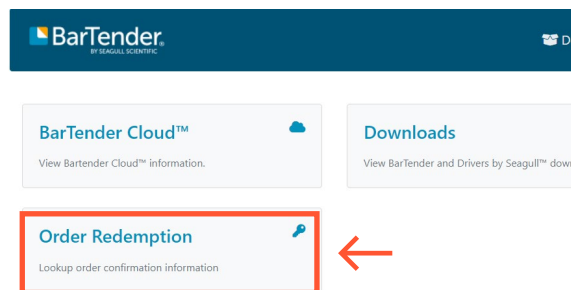 BarTender®
BY SEAGULL SCIENTIFIC
BarTender Cloud™
View Bartender Cloud™ information.
Downloads
View BarTender and Drivers by Seagull™
Order Redemption
Lookup order confirmation information